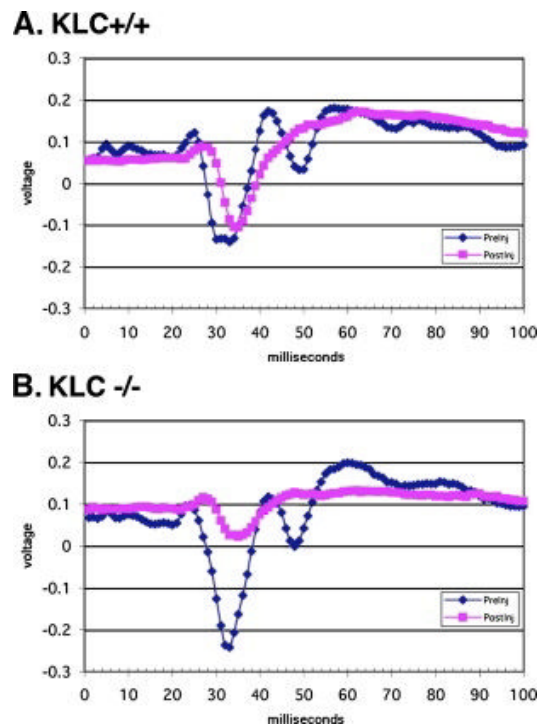 A. KLC+/+
0.3
0.2
0.1
0
-0.1
-0.2
-0.3
voltage
PreInj
PostInj
0 10 20 30 40 50 60 70 80 90 100
milliseconds
B. KLC -/-
0.3
0.2
0.1
0
-0.1
-0.2
-0.3
voltage
PreInj
PostInj
0 10 20 30 40 50 60 70 80 90 100
milliseconds